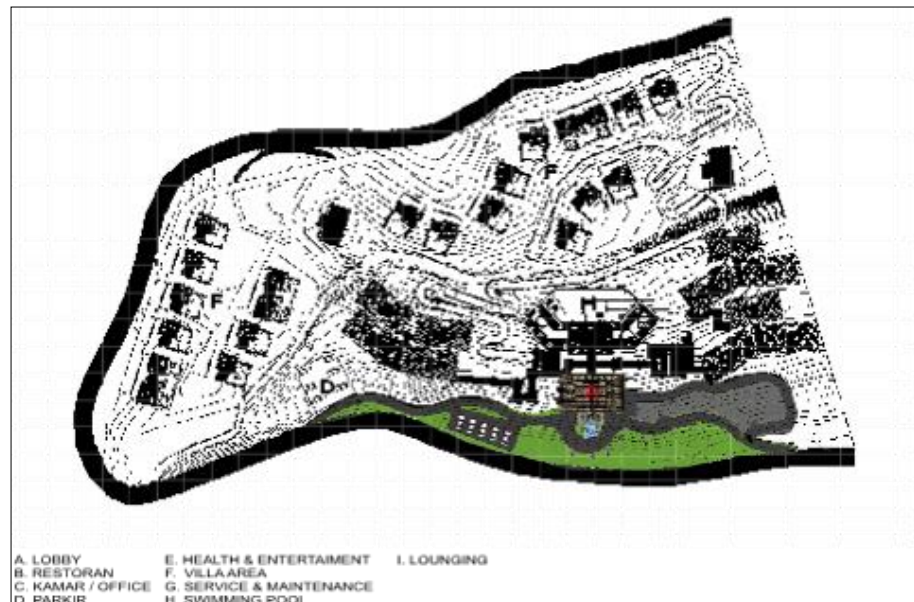 F
F
H
D
A. LOBBY E. HEALTH & ENTERTAIMENT I. LOUNGING
B. RESTORAN F. VILLA AREA
C. KAMAR / OFFICE G. SERVICE & MAINTENANCE
D. PARKIR H. SWIMMING POOL